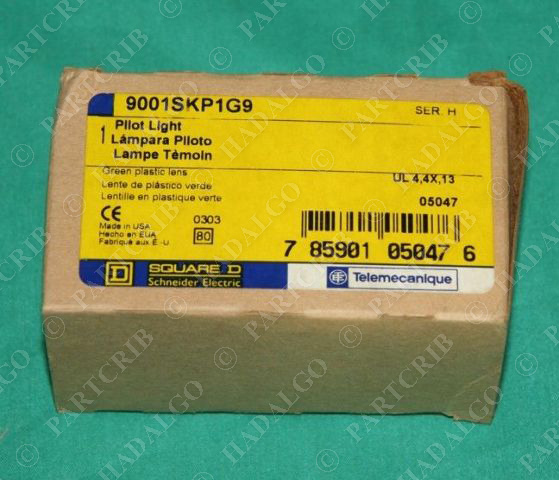 9001SKP1G9
SER. H
1 Pilot Light
Lámpara Piloto
Lampe Témoin
Green plastic lens
Lente de plástico verde
Lentille en plastique verte
UL 4,4X,13
05047
CE
0303
Made in USA
Hecho en EUA
Fabriqué aux É.-U
80
7 85901 05047 6
D SQUARE D
Schneider Electric
Telemecanique
© PARTCRIB HADALGO